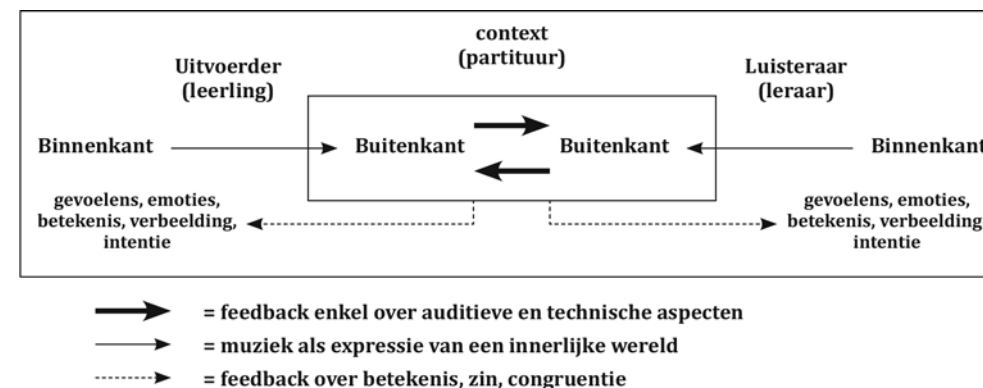 context
(partituur)
Uitvoerder
(leerling)
Luisteraar
(leraar)
Binnenkant
Buitenkant
Buitenkant
Binnenkant
gevoelens, emoties,
betekenis, verbeelding,
intentie
gevoelens, emoties,
betekenis, verbeelding
intentie
= feedback enkel over auditieve en technische aspecten
= muziek als expressie van een innerlijke wereld
= feedback over betekenis, zin, congruentie